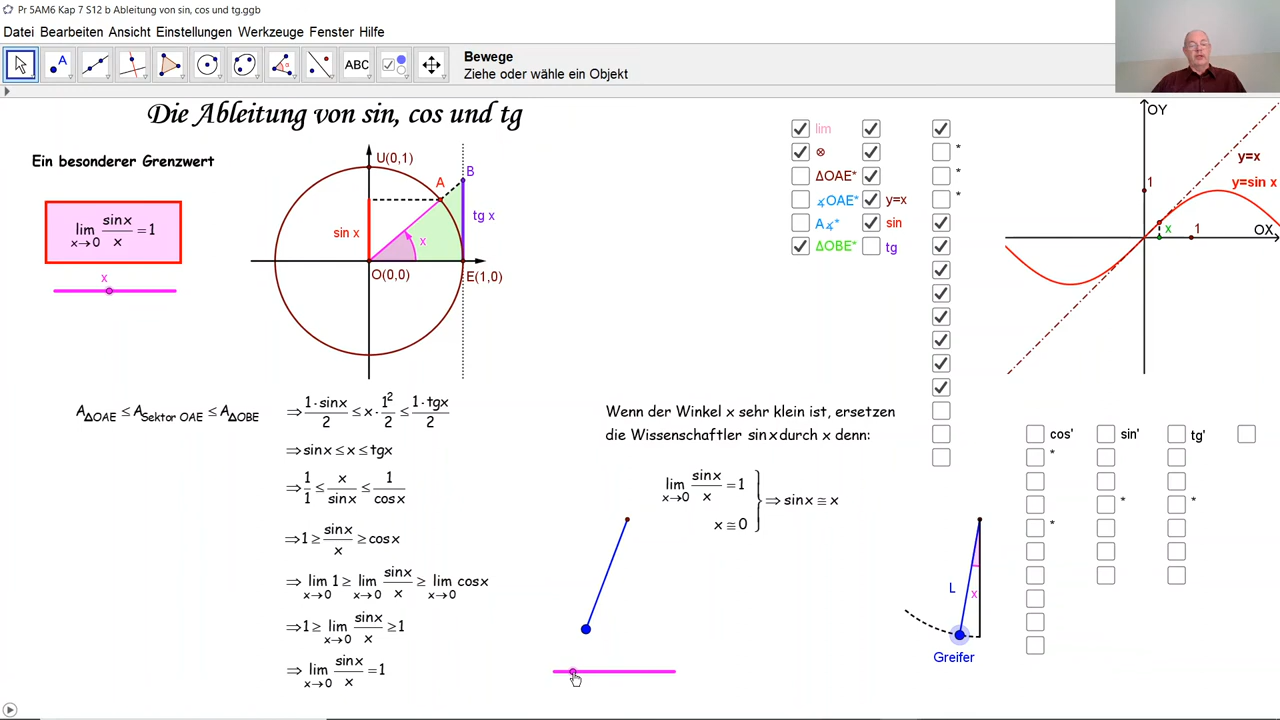 Pr 5AM6 Kap 7 S12 b Ableitung von sin, cos und tg.ggb
Datei Bearbeiten Ansicht Einstellungen Werkzeuge Fenster Hilfe
A
ABC
Bewege
Ziehe oder wähle ein Objekt
Die Ableitung von sin, cos und tg
Ein besonderer Grenzwert
lim x→0 sinx/x =1
x
U(0,1)
A
B
tg x
sin x
x
O(0,0)
E(1,0)
lim
⊗
ΔOAE*
∡OAE* y=x
A∡* sin
ΔOBE* tg
*
*
*
OY
y=x
1
y=sin x
x
1
OX
A ΔOAE ≤ A Sektor OAE ≤ A ΔOBE
⇒ 1·sinx/2 ≤ x· 1²/2 ≤ 1·tgx/2
⇒ sinx ≤ x ≤ tgx
⇒ 1/1 ≤ x/sinx ≤ 1/cosx
⇒ 1 ≥ sinx/x ≥ cosx
⇒ lim x→0 1 ≥ lim x→0 sinx/x ≥ lim x→0 cosx
⇒ 1 ≥ lim x→0 sinx/x ≥ 1
⇒ lim x→0 sinx/x =1
Wenn der Winkel x sehr klein ist, ersetzen
die Wissenschaftler sinx durch x denn:
lim x→0 sinx/x =1
x ≅ 0
} ⇒ sinx ≅ x
L
x
Greifer
cos' sin' tg'
*
* *
*